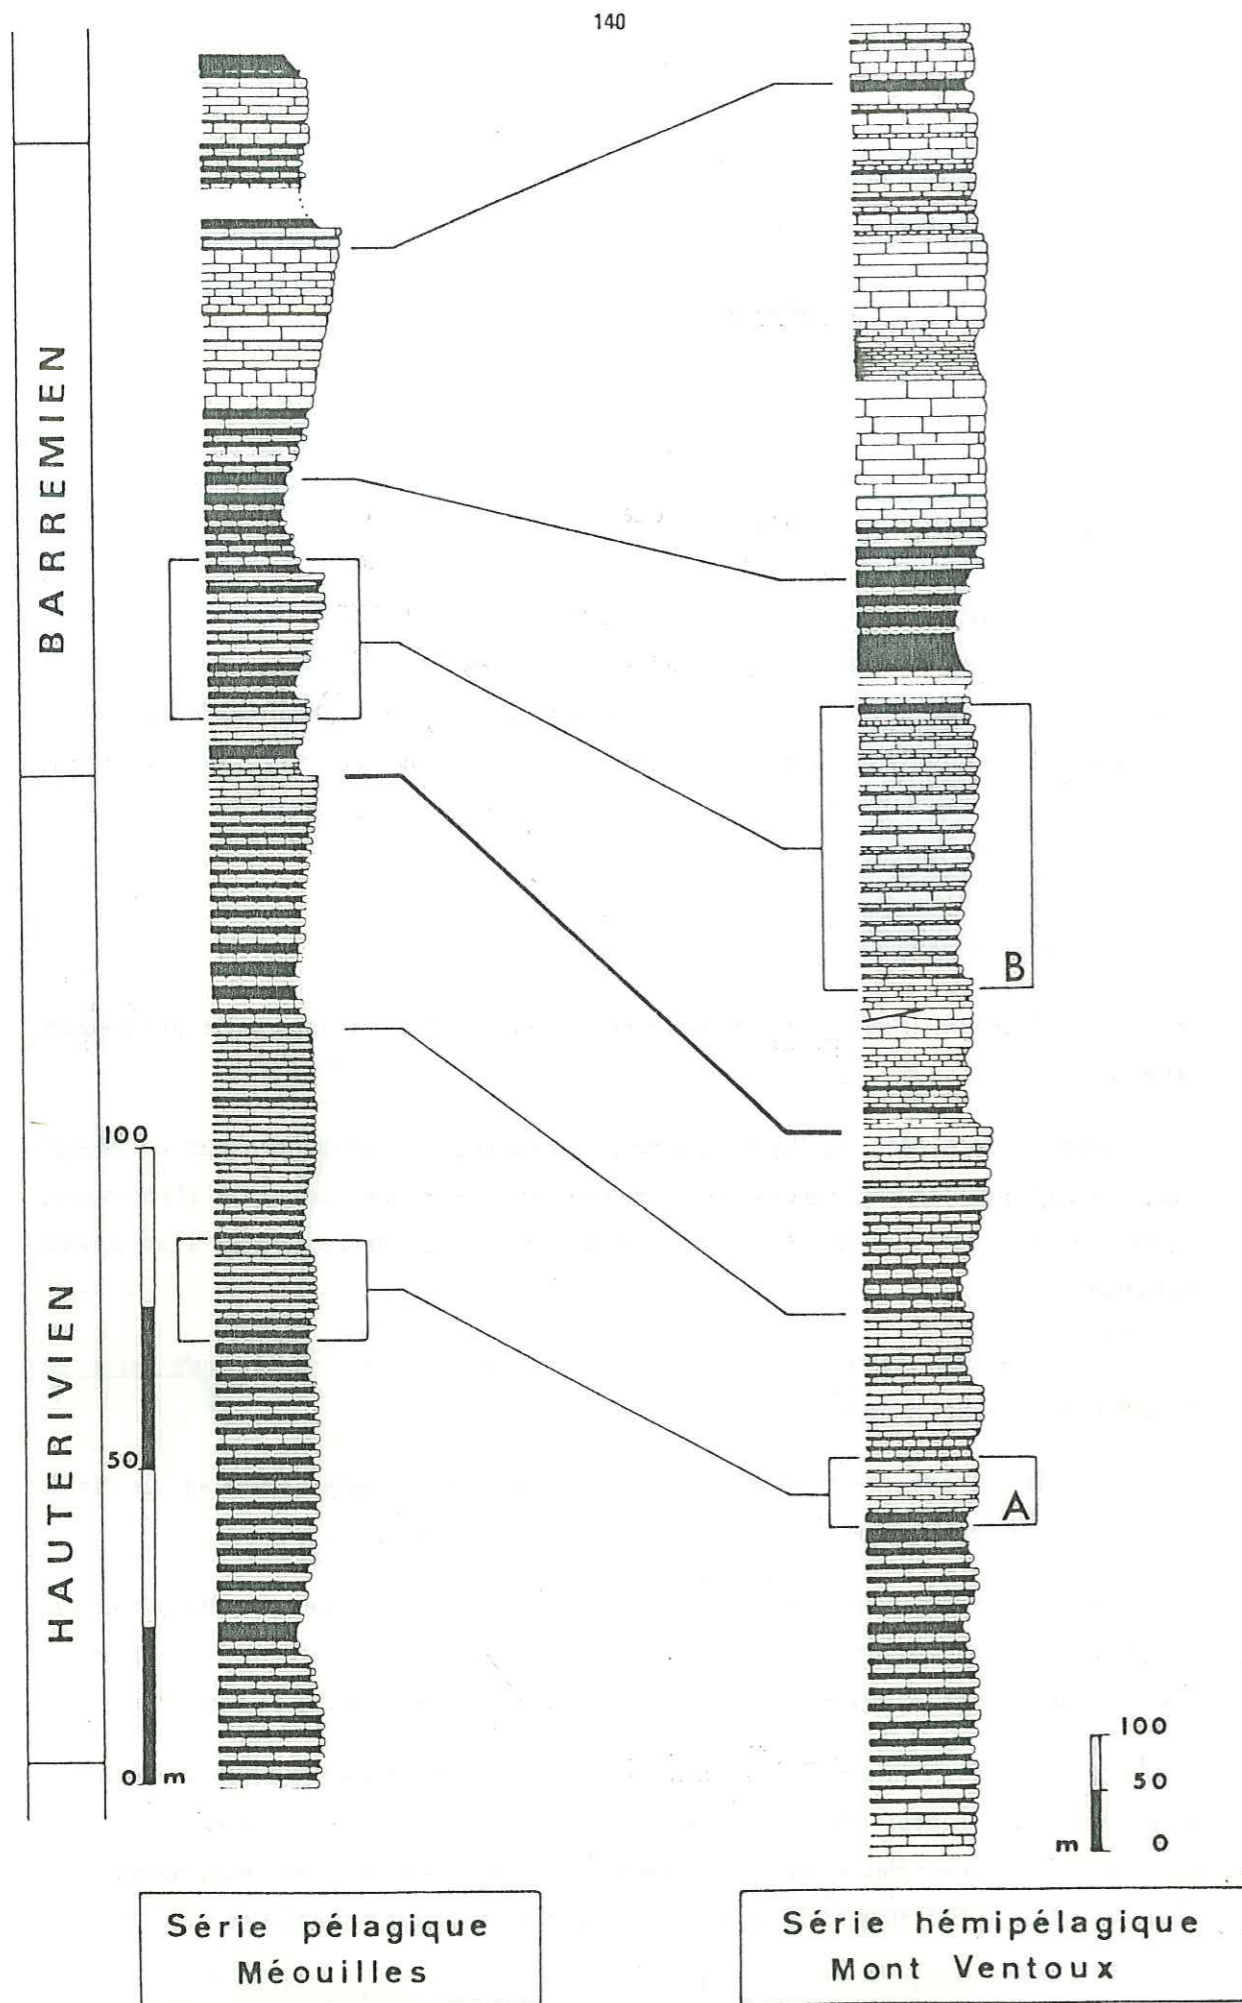 140
BARREMIEN
HAUTERIVIEN
100
50
0 m
B
A
100
50
m 0
Série pélagique
Méouilles
Série hémipélagique
Mont Ventoux